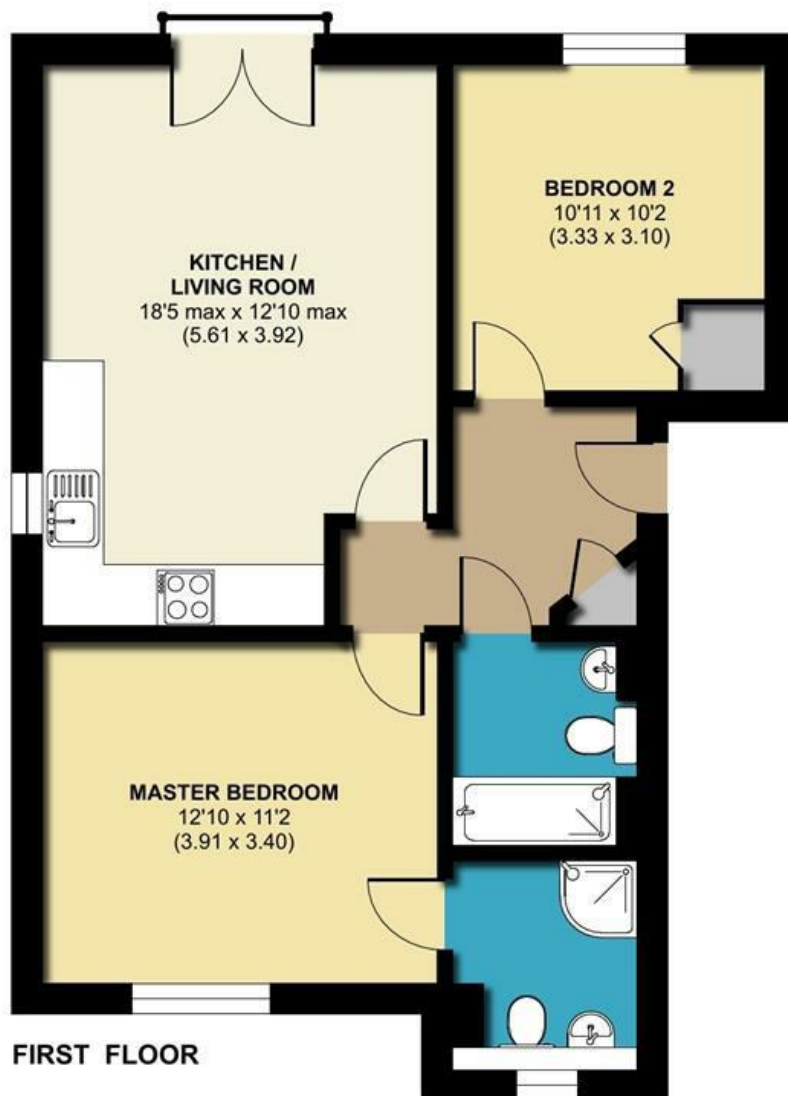 KITCHEN /
LIVING ROOM
18'5 max x 12'10 max
(5.61 x 3.92)
BEDROOM 2
10'11 x 10'2
(3.33 x 3.10)
MASTER BEDROOM
12'10 x 11'2
(3.91 x 3.40)
FIRST FLOOR